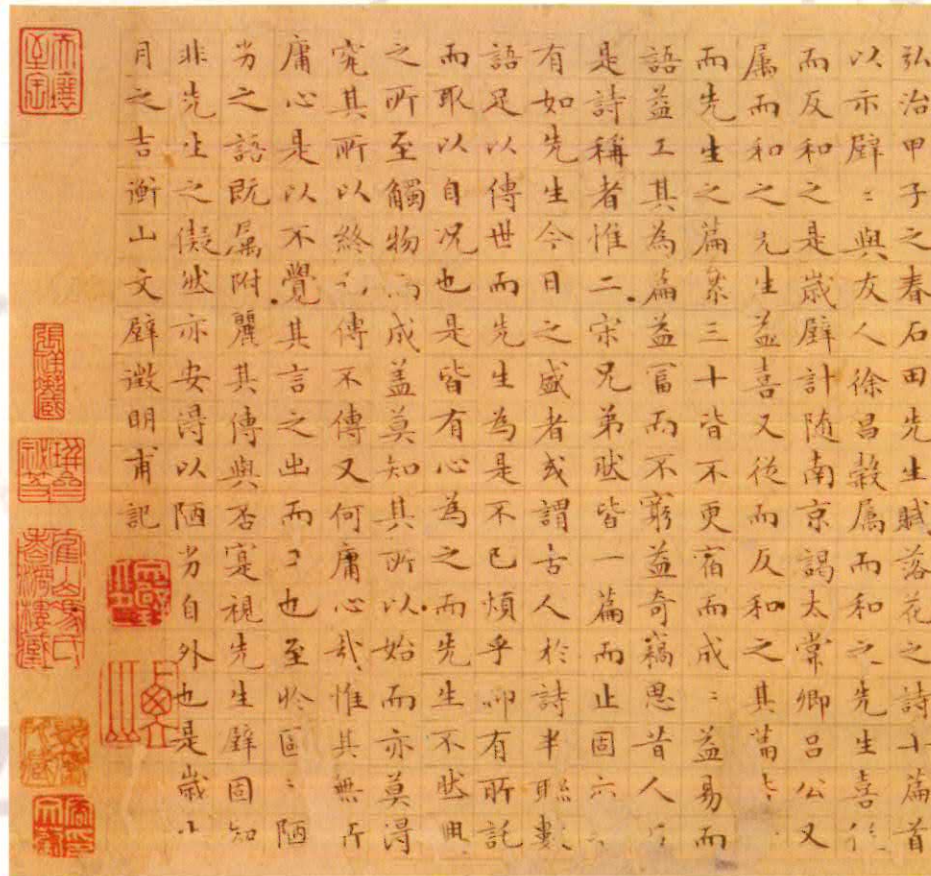 弘治甲子之春石田先生賦落花之詩十篇首
以示壁〻與友人徐昌穀屬而和之先生喜從
而反和之是歲壁計隨南京謁太常卿呂公又
屬而和之先生益喜又從而反和之其篇
而先生之篇累三十皆不更宿而成〻益易而
語益工其為篇益富而不窮益奇竊思昔人
是詩稱者惟二宋兄弟然皆一篇而止固
有如先生今日之盛者或謂古人於詩半聯數
語足以傳世而先生為是不已煩乎抑有所託
而取以自況也是皆有心為之而先生不然興
之所至觸物而成蓋莫知其所以始而亦莫得
究其所以終傳不傳又何庸心哉惟其無所
庸心是以不覺其言之出而工也至於區〻陋
劣之語既屬附麗其傳與否寔視先生壁固知
非先生之儗然亦安得以陋劣自外也是歲
月之吉衡山文壁徵明甫記